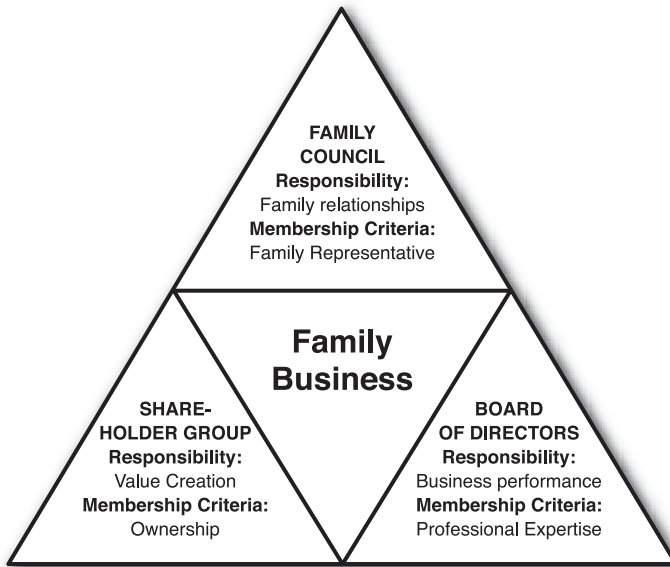 FAMILY
COUNCIL
Responsibility:
Family relationships
Membership Criteria:
Family Representative
Family
Business
SHARE-
HOLDER GROUP
Responsibility:
Value Creation
Membership Criteria:
Ownership
BOARD
OF DIRECTORS
Responsibility:
Business performance
Membership Criteria:
Professional Expertise